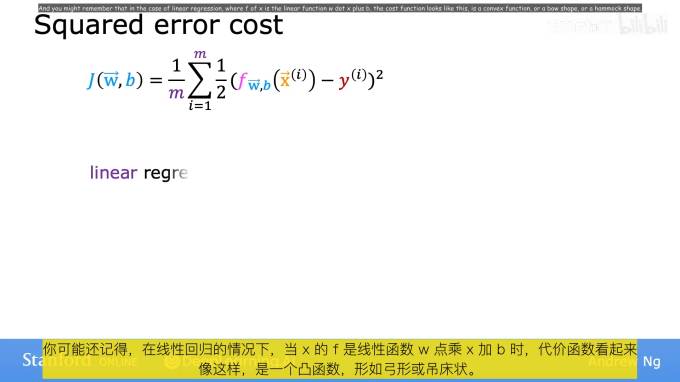 And you might remember that in the case of linear regression, where f of x is the linear function w dot x plus b, the cost function looks like this, is a convex function, or a bow shape, or a hammock shape.
Squared error cost
bilibili
J(w⃗,b) = 1/m ∑_{i=1}^{m} 1/2 (f_{w⃗,b}(x⃗^{(i)}) − y^{(i)})²
linear regre
你可能还记得，在线性回归的情况下，当 x 的 f 是线性函数 w 点乘 x 加 b 时，代价函数看起来
像这样，是一个凸函数，形如弓形或吊床状。
Stanford ONLINE Andrew Ng